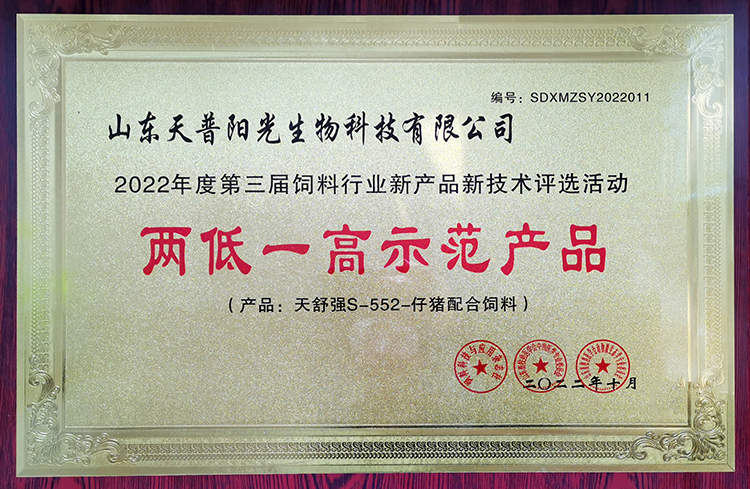 编号：SDXMZSY2022011
山东天普阳光生物科技有限公司
2022年度第三届饲料行业新产品新技术评选活动
两低一高示范产品
（产品：天舒强S-552-仔猪配合饲料）
二〇二二年十月